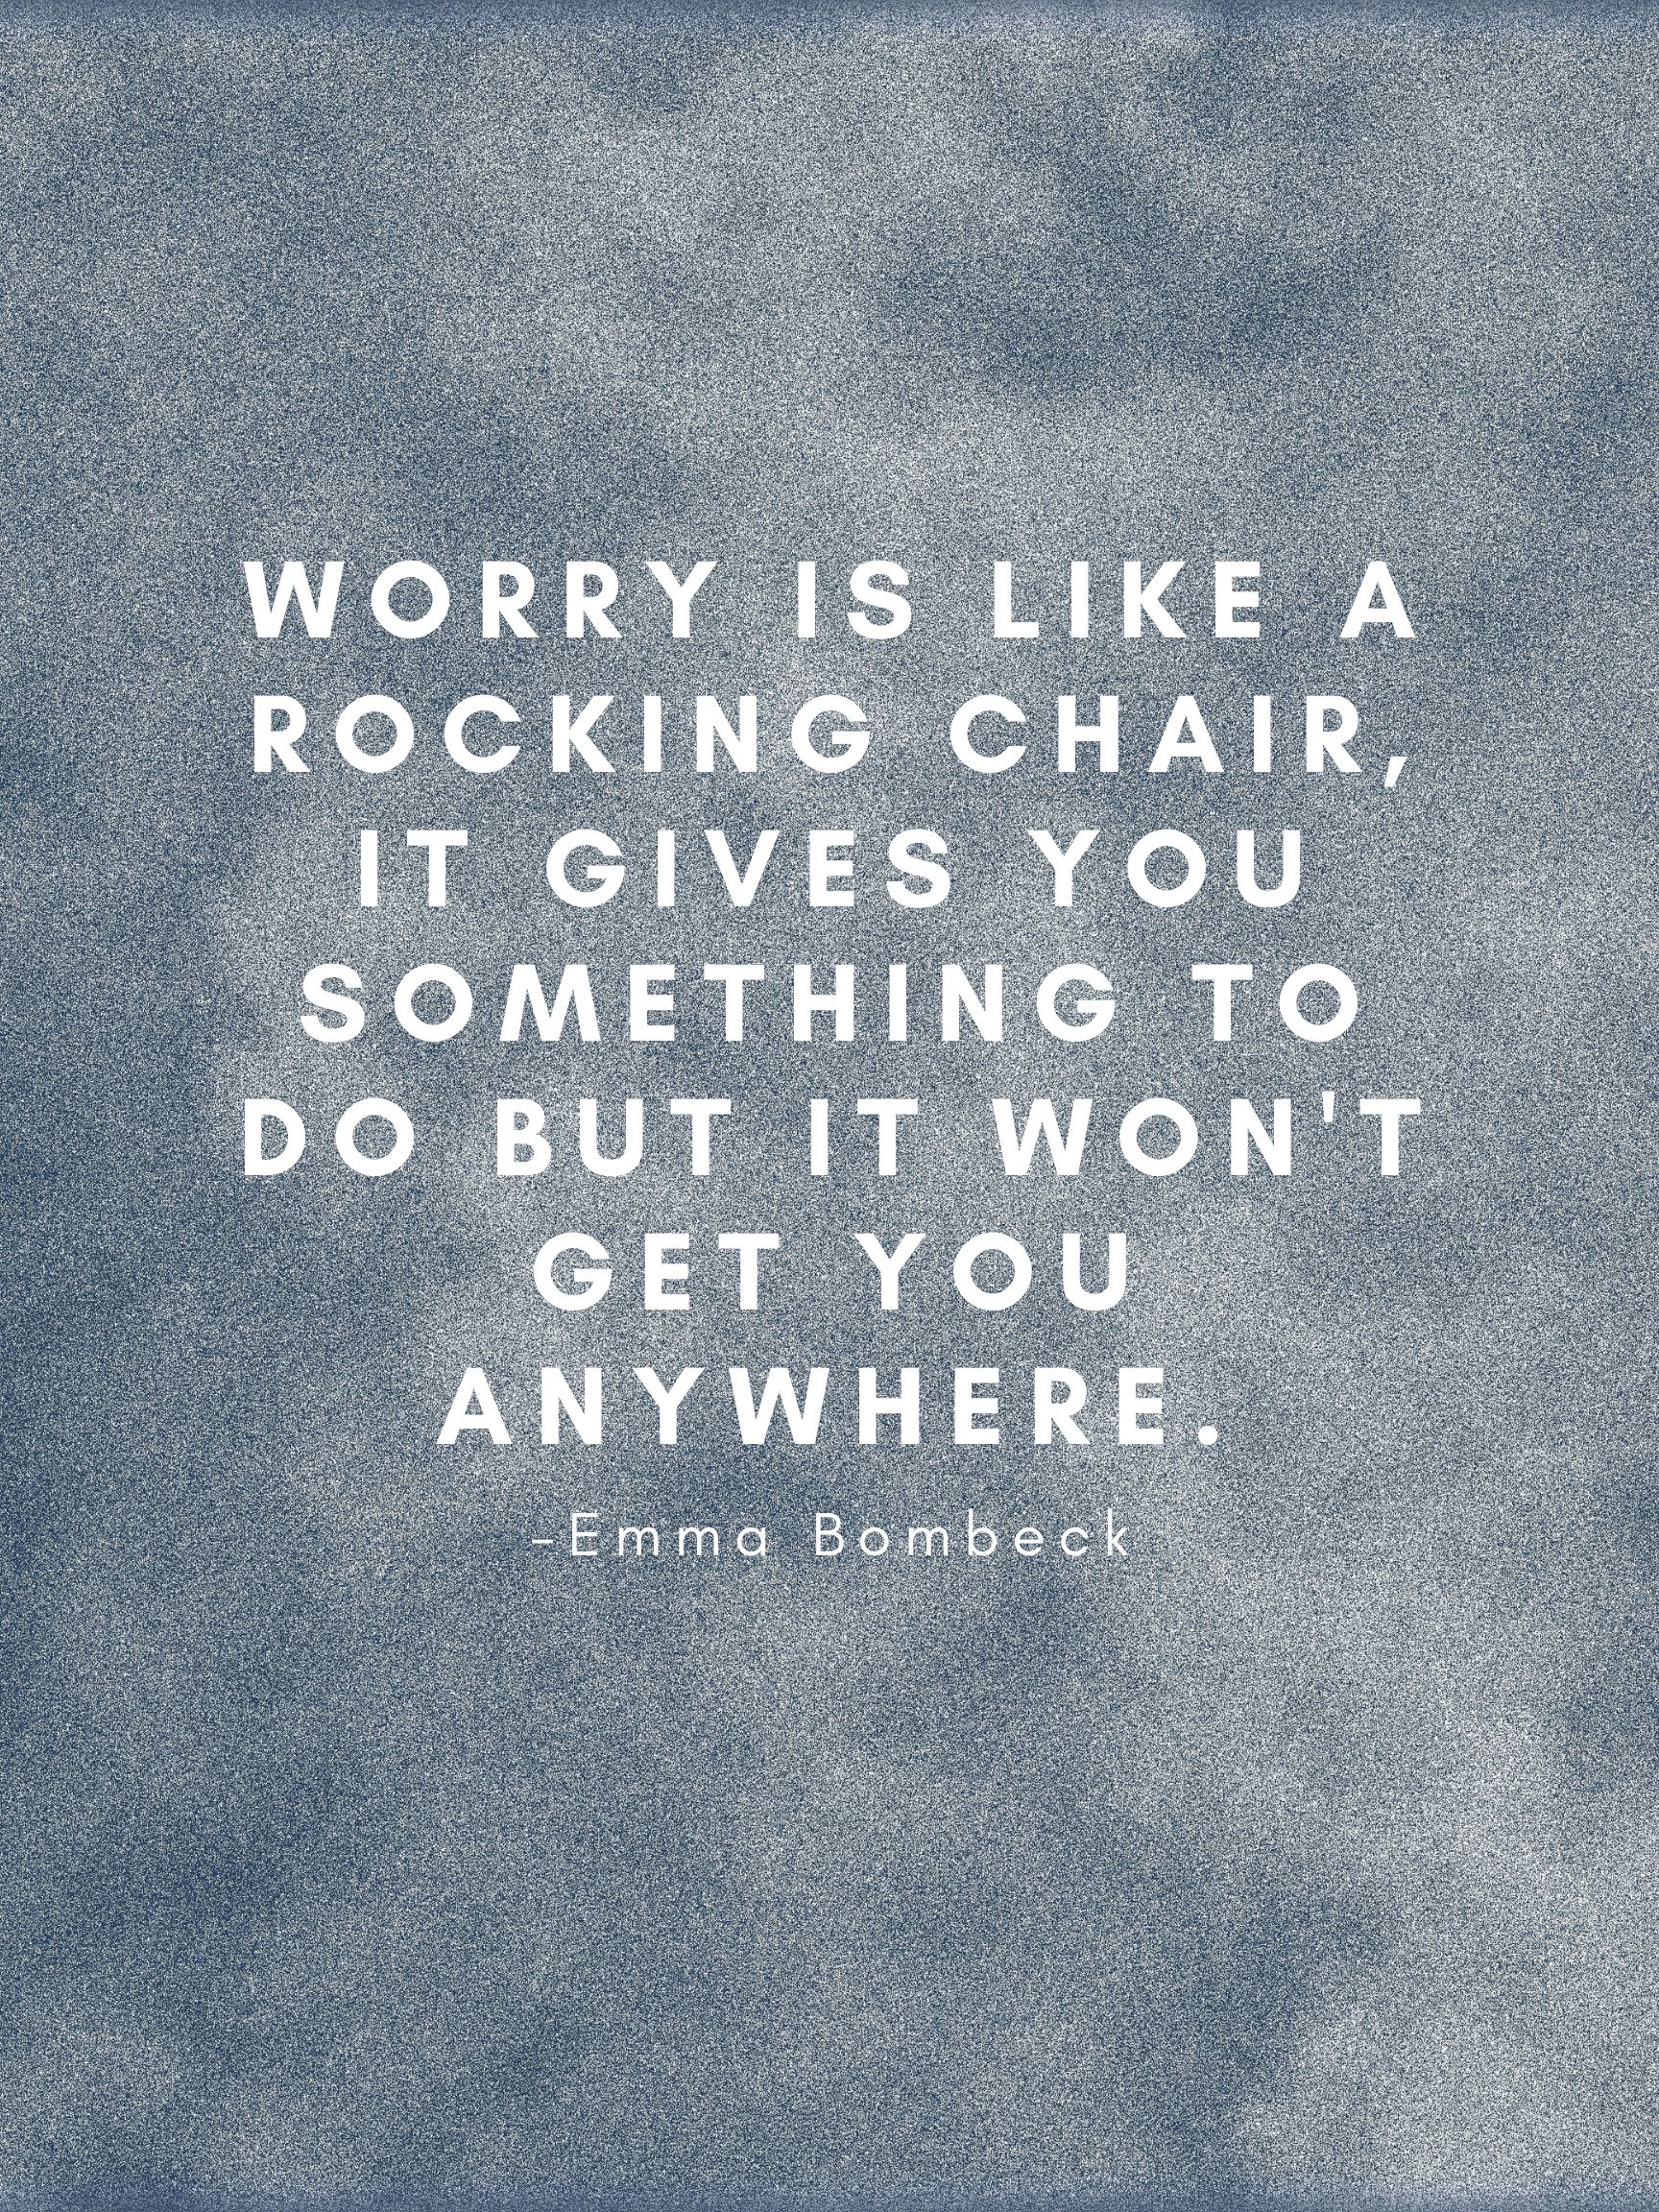 WORRY IS LIKE A
ROCKING CHAIR,
IT GIVES YOU
SOMETHING TO
DO BUT IT WON'T
GET YOU
ANYWHERE.
–Emma Bombeck